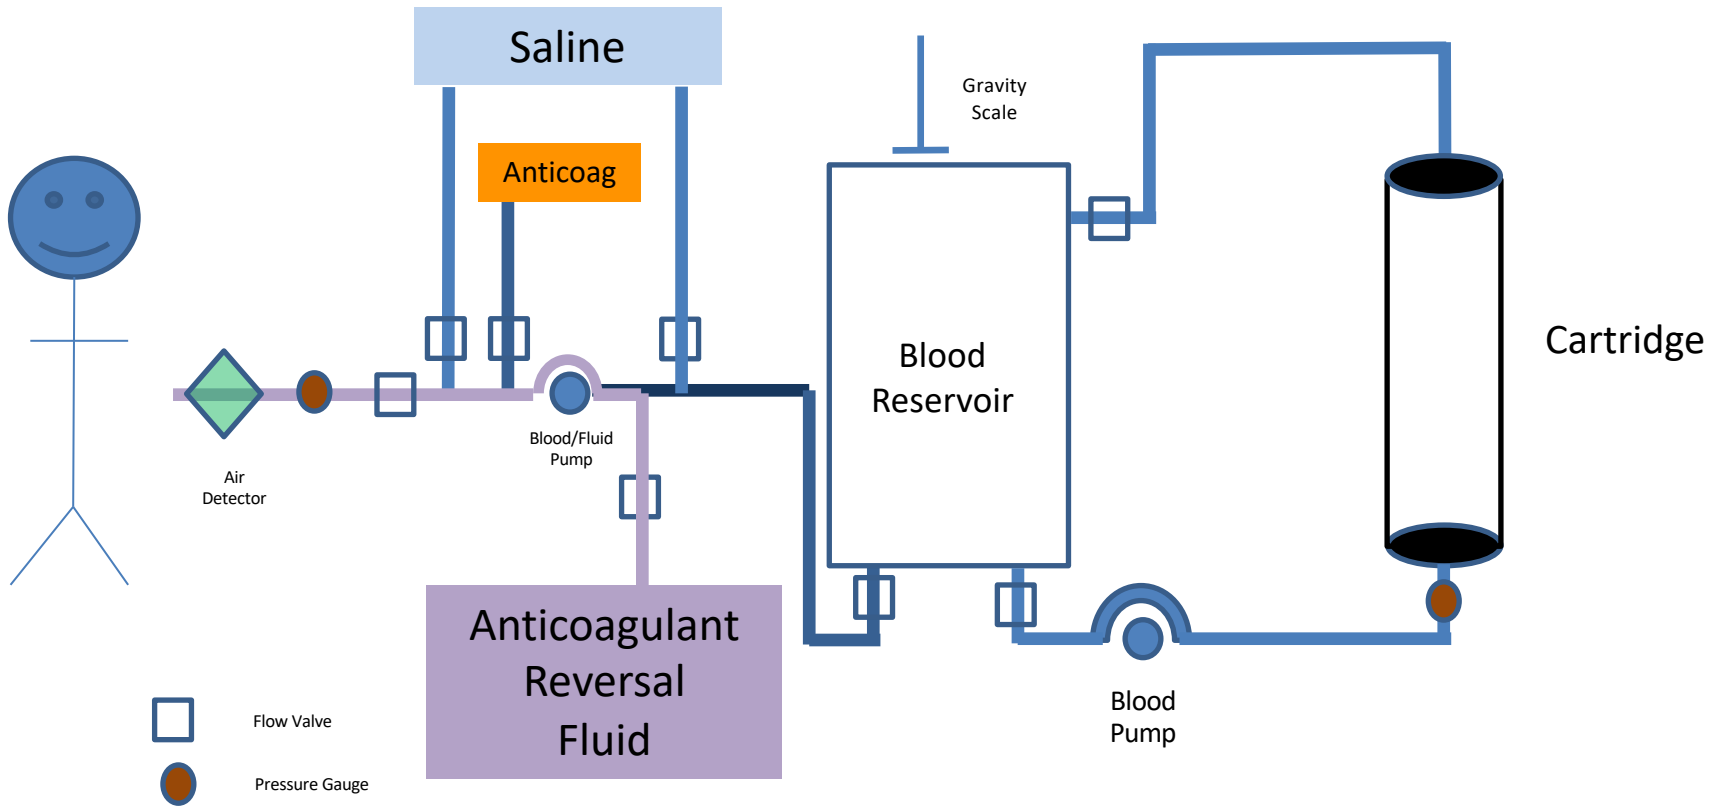 Saline
Gravity
Scale
Anticoag
Blood
Reservoir
Cartridge
Blood/Fluid
Pump
Air
Detector
Anticoagulant
Reversal
Fluid
Blood
Pump
Flow Valve
Pressure Gauge